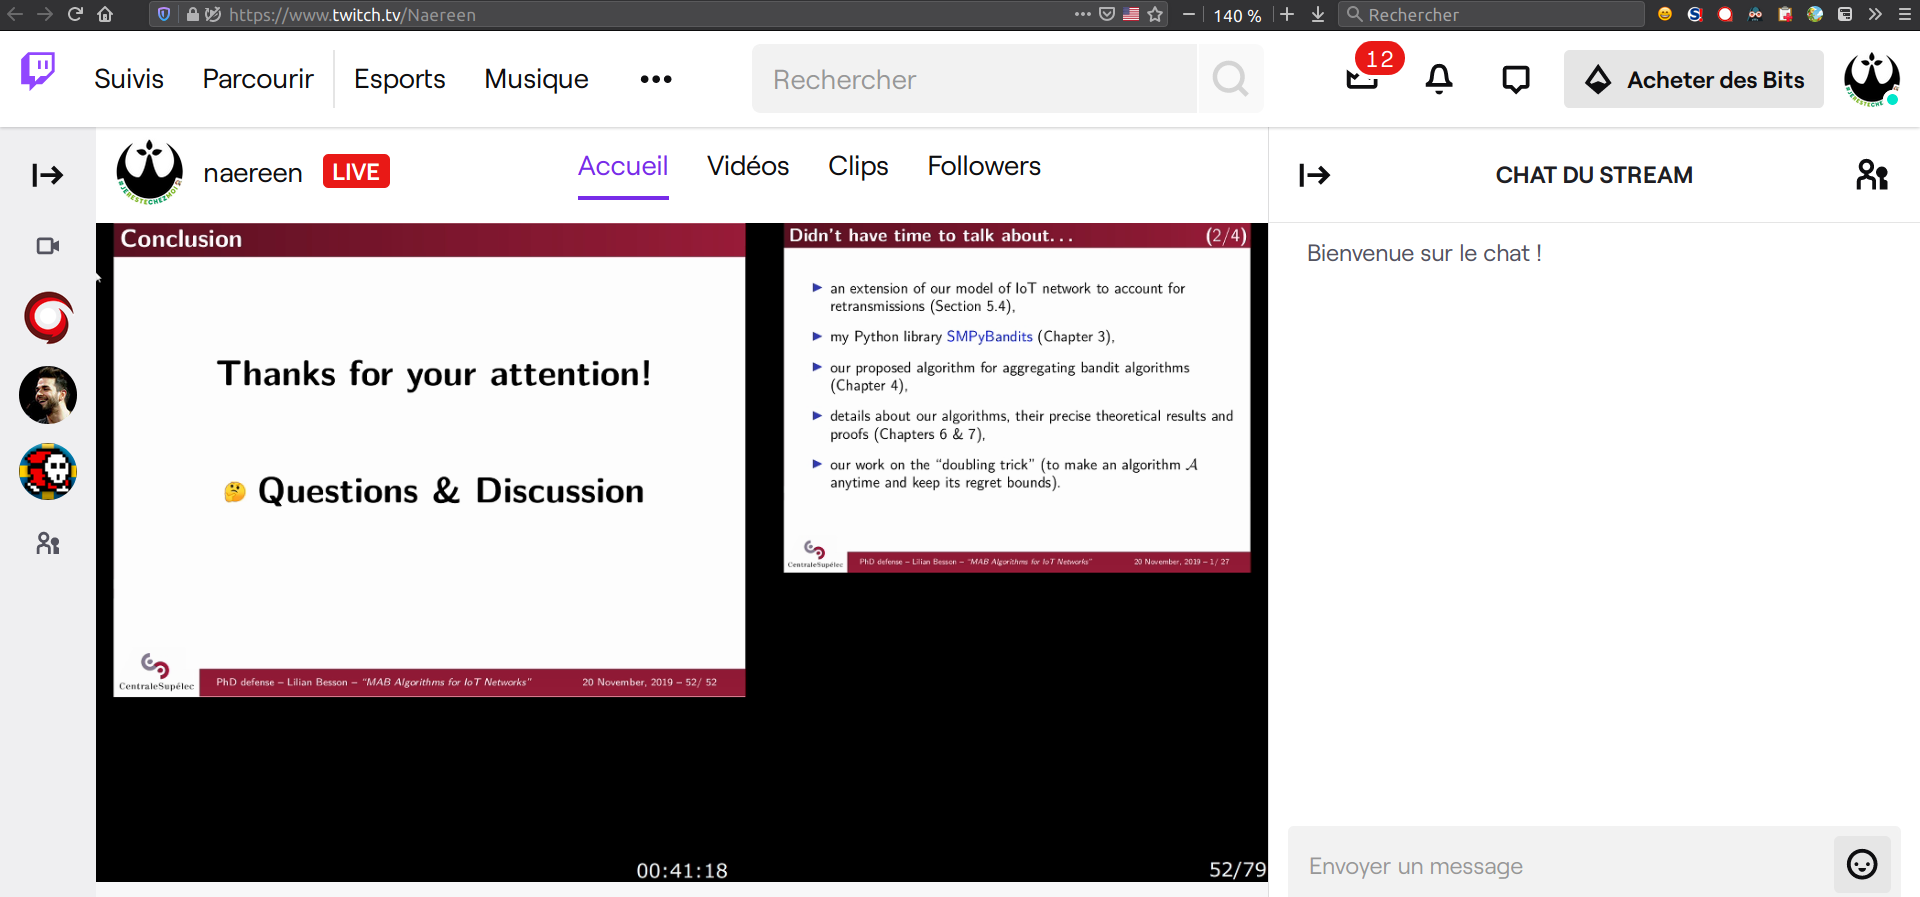 https://www.twitch.tv/Naereen
140 %
Rechercher
Suivis
Parcourir
Esports
Musique
Rechercher
12
Acheter des Bits
naereen
LIVE
Accueil
Vidéos
Clips
Followers
CHAT DU STREAM
Bienvenue sur le chat !
Conclusion
Thanks for your attention!
🤔 Questions & Discussion
CentraleSupélec
PhD defense – Lilian Besson – “MAB Algorithms for IoT Networks”
20 November, 2019 – 52/ 52
Didn't have time to talk about...
(2/4)
▶ an extension of our model of IoT network to account for
retransmissions (Section 5.4),
▶ my Python library SMPyBandits (Chapter 3),
▶ our proposed algorithm for aggregating bandit algorithms
(Chapter 4),
▶ details about our algorithms, their precise theoretical results and
proofs (Chapters 6 & 7),
▶ our work on the “doubling trick” (to make an algorithm 𝒜
anytime and keep its regret bounds).
CentraleSupélec
PhD defense – Lilian Besson – “MAB Algorithms for IoT Networks”
20 November, 2019 – 1/ 27
00:41:18
52/79
Envoyer un message